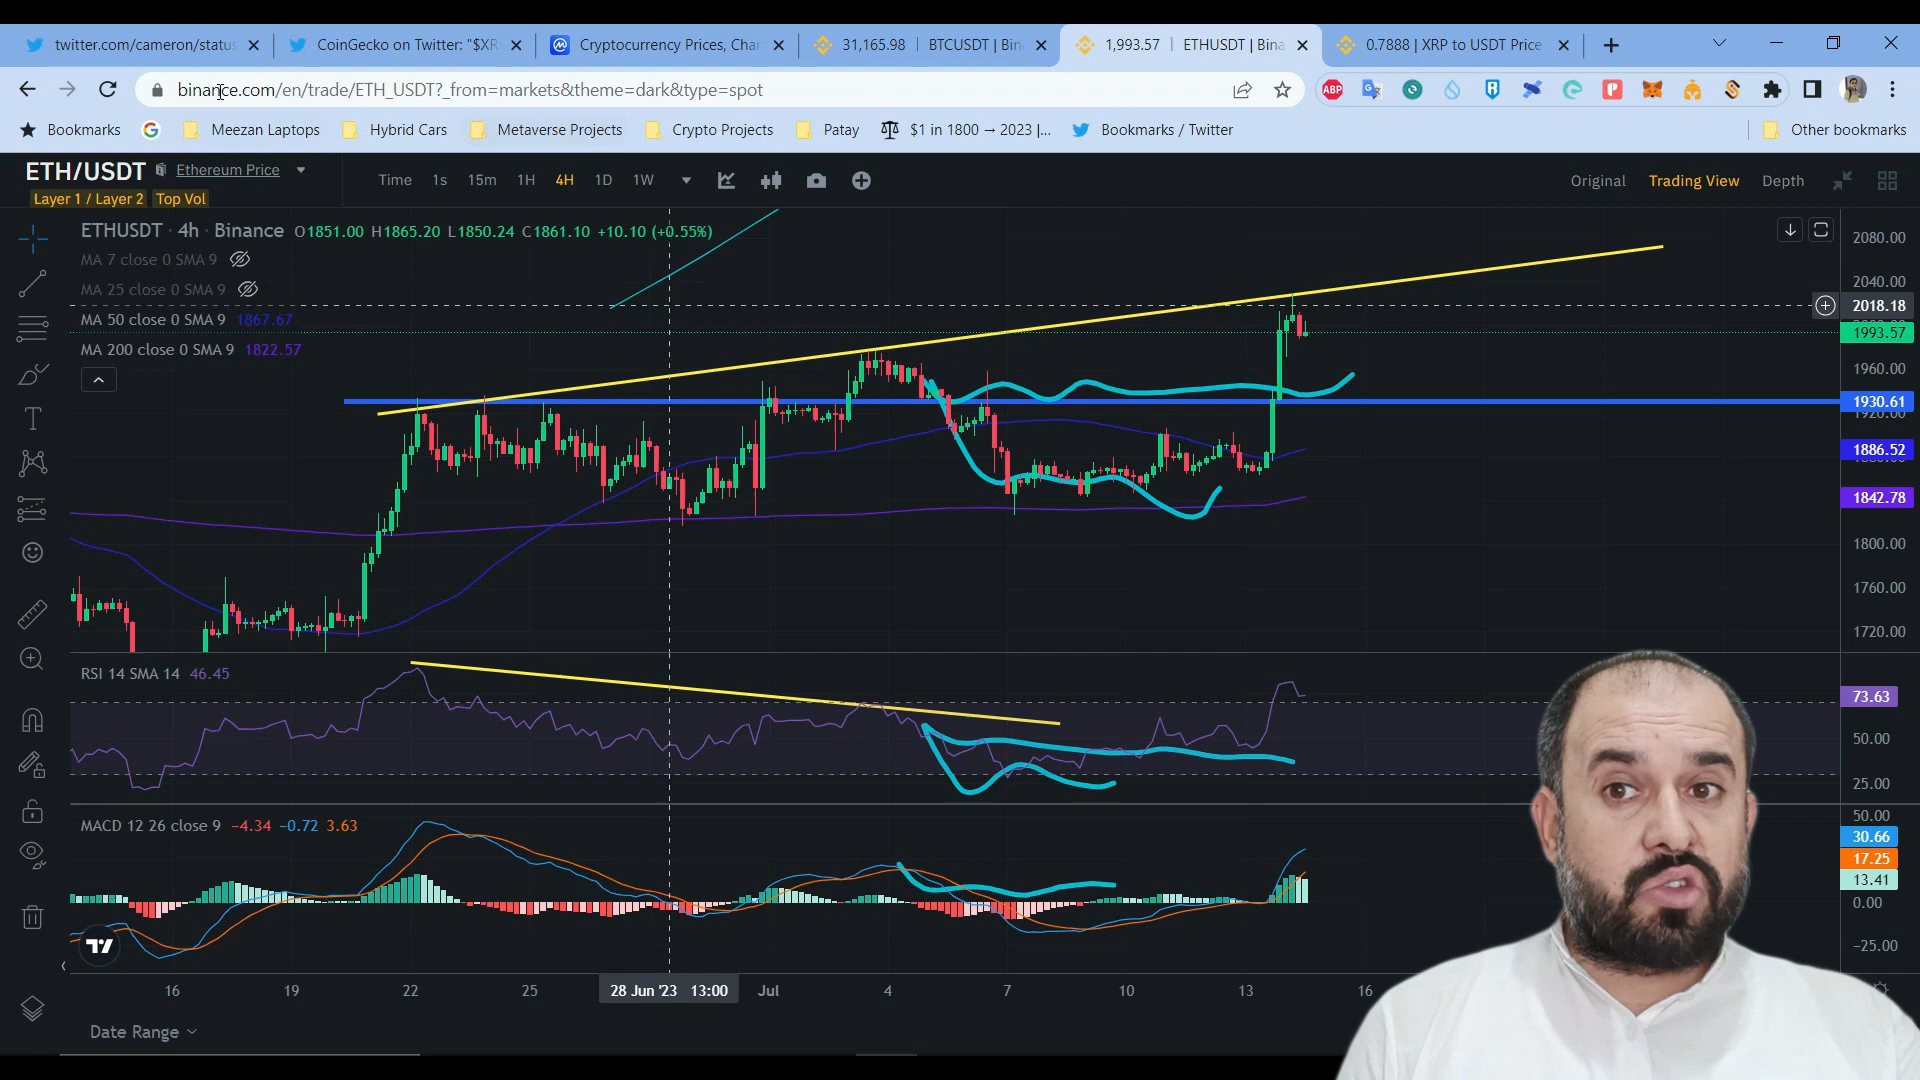 twitter.com/cameron/status
CoinGecko on Twitter: "$XR
Cryptocurrency Prices, Char
31,165.98 | BTCUSDT | Bin
1,993.57 | ETHUSDT | Bina
0.7888 | XRP to USDT Price
binance.com/en/trade/ETH_USDT?_from=markets&theme=dark&type=spot
ABP
Bookmarks
Meezan Laptops
Hybrid Cars
Metaverse Projects
Crypto Projects
Patay
$1 in 1800 → 2023 |...
Bookmarks / Twitter
Other bookmarks
ETH/USDT
Ethereum Price
Layer 1 / Layer 2 Top Vol
Time 1s 15m 1H 4H 1D 1W
Original Trading View Depth
ETHUSDT · 4h · Binance O1851.00 H1865.20 L1850.24 C1861.10 +10.10 (+0.55%)
MA 7 close 0 SMA 9
MA 25 close 0 SMA 9
MA 50 close 0 SMA 9 1867.67
MA 200 close 0 SMA 9 1822.57
2080.00
2040.00
2018.18
1993.57
1960.00
1930.61
1920.00
1886.52
1842.78
1800.00
1760.00
1720.00
RSI 14 SMA 14 46.45
73.63
50.00
25.00
MACD 12 26 close 9 −4.34 −0.72 3.63
50.00
30.66
17.25
13.41
0.00
−25.00
16 19 22 25 28 Jun '23 13:00 Jul 4 7 10 13 16
Date Range